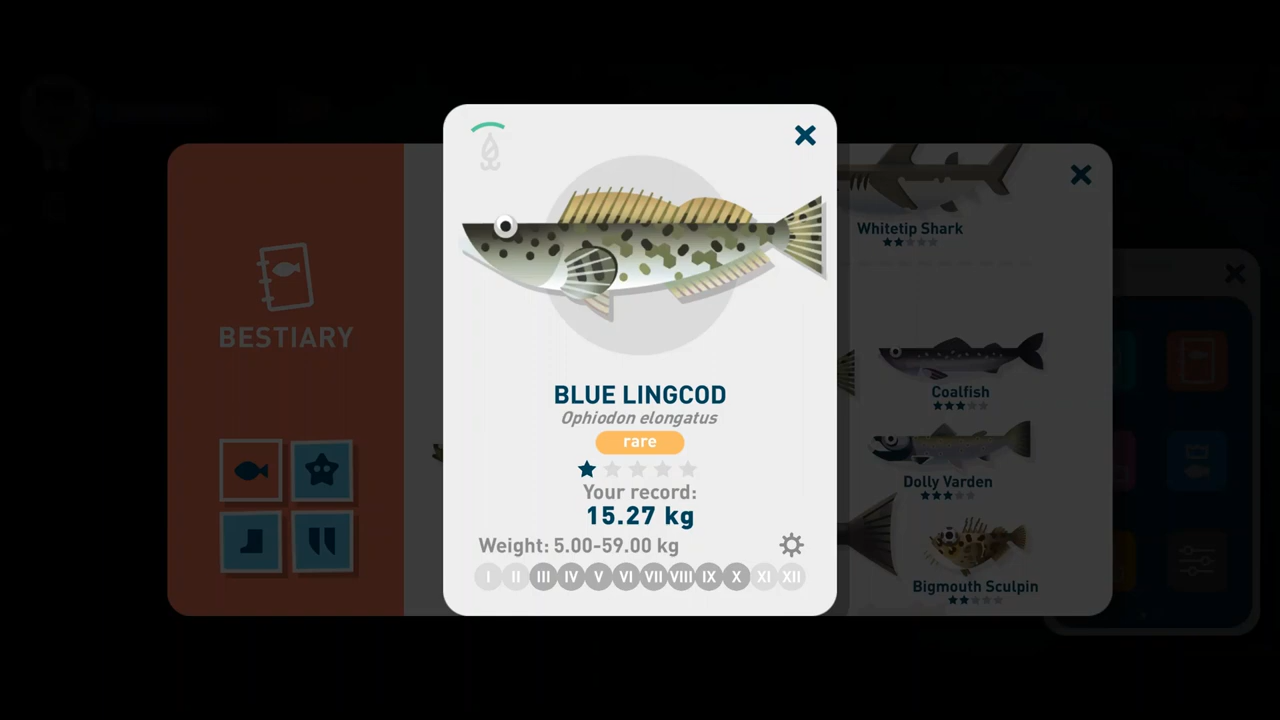 BESTIARY
BLUE LINGCOD
Ophiodon elongatus
rare
Your record:
15.27 kg
Weight: 5.00-59.00 kg
I II III IV V VI VII VIII IX X XI XII
Whitetip Shark
Coalfish
Dolly Varden
Bigmouth Sculpin